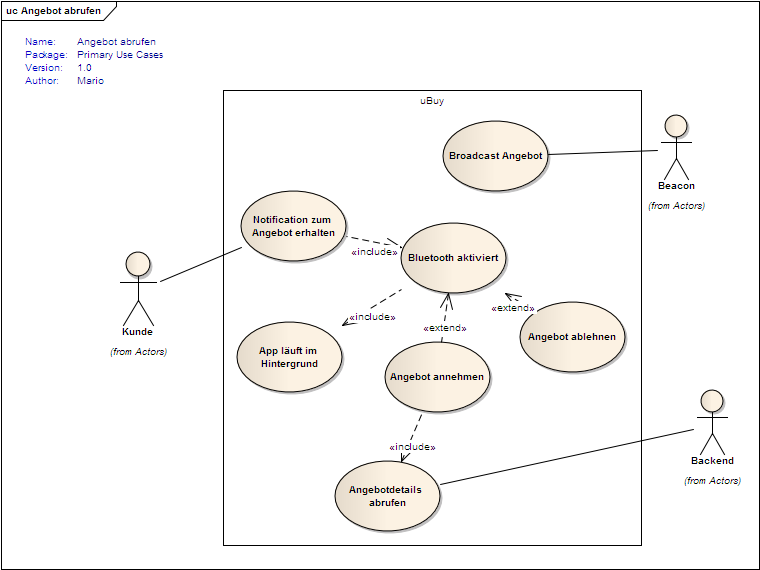 uc Angebot abrufen
Name: Angebot abrufen
Package: Primary Use Cases
Version: 1.0
Author: Mario
uBuy
Broadcast Angebot
Beacon
(from Actors)
Notification zum
Angebot erhalten
«include»
Bluetooth aktiviert
Kunde
(from Actors)
«include»
«extend»
«extend»
App läuft im
Hintergrund
Angebot ablehnen
Angebot annehmen
«include»
Backend
(from Actors)
Angebotdetails
abrufen